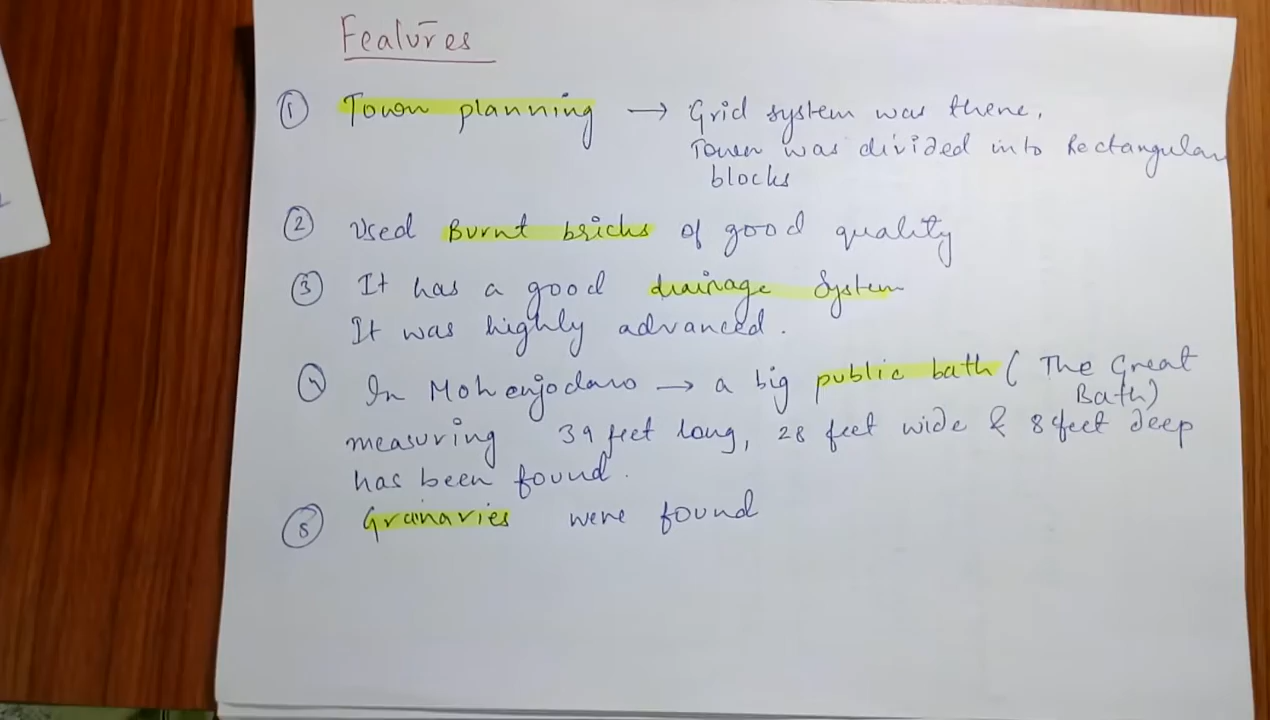 Features
① Town planning → Grid system was there,
Town was divided into Rectangular
blocks
② Used Burnt bricks of good quality
③ It has a good drainage System
It was highly advanced.
④ In Mohenjodaro → a big public bath ( The Great
Bath)
measuring 39 feet long, 28 feet wide & 8 feet deep
has been found.
⑤ Granaries were found